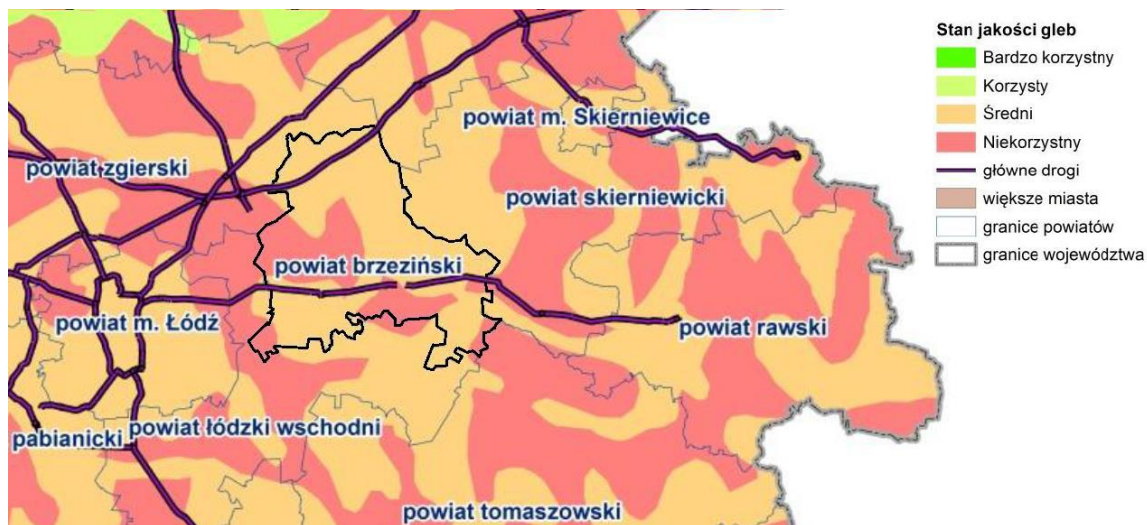 Stan jakości gleb
Bardzo korzystny
Korzysty
Średni
Niekorzystny
główne drogi
większe miasta
granice powiatów
granice województwa
powiat m. Skierniewice
powiat zgierski
powiat skierniewicki
powiat brzeziński
powiat m. Łódź
powiat rawski
pabianicki
powiat łódzki wschodni
powiat tomaszowski